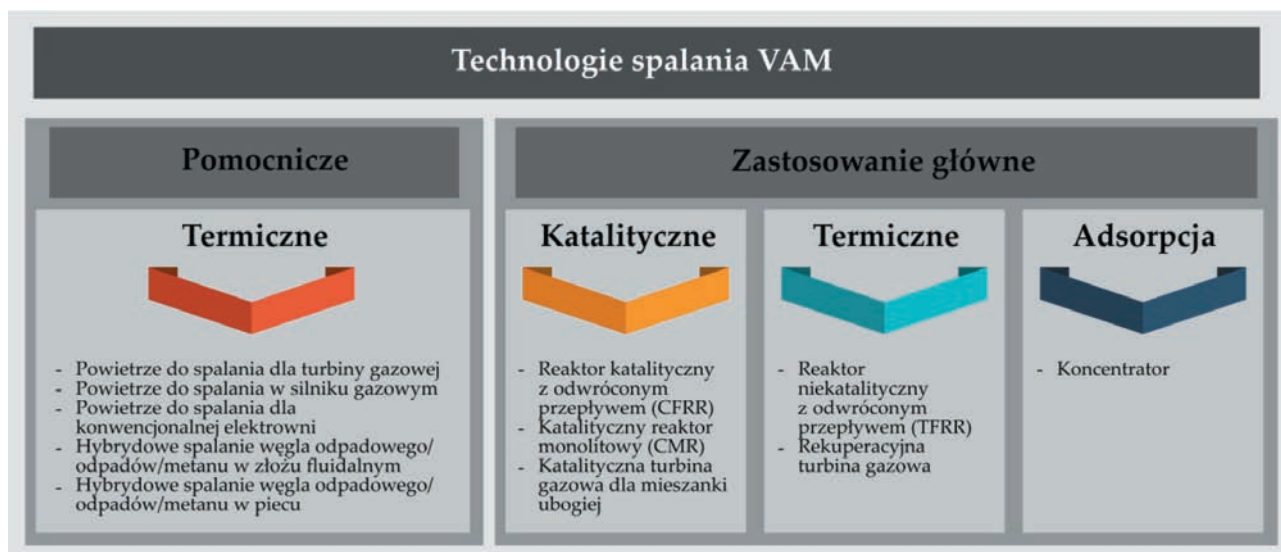 Technologie spalania VAM
Pomocnicze
Termiczne
- Powietrze do spalania dla turbiny gazowej
- Powietrze do spalania w silniku gazowym
- Powietrze do spalania dla
konwencjonalnej elektrowni
- Hybrydowe spalanie węgla odpadowego/
odpadów/metanu w złożu fluidalnym
- Hybrydowe spalanie węgla odpadowego/
odpadów/metanu w piecu
Zastosowanie główne
Katalityczne
- Reaktor katalityczny
z odwróconym
przepływem (CFRR)
- Katalityczny reaktor
monolitowy (CMR)
- Katalityczna turbina
gazowa dla mieszanki
ubogiej
Termiczne
- Reaktor
niekatalityczny
z odwróconym
przepływem (TFRR)
- Rekuperacyjna
turbina gazowa
Adsorpcja
- Koncentrator